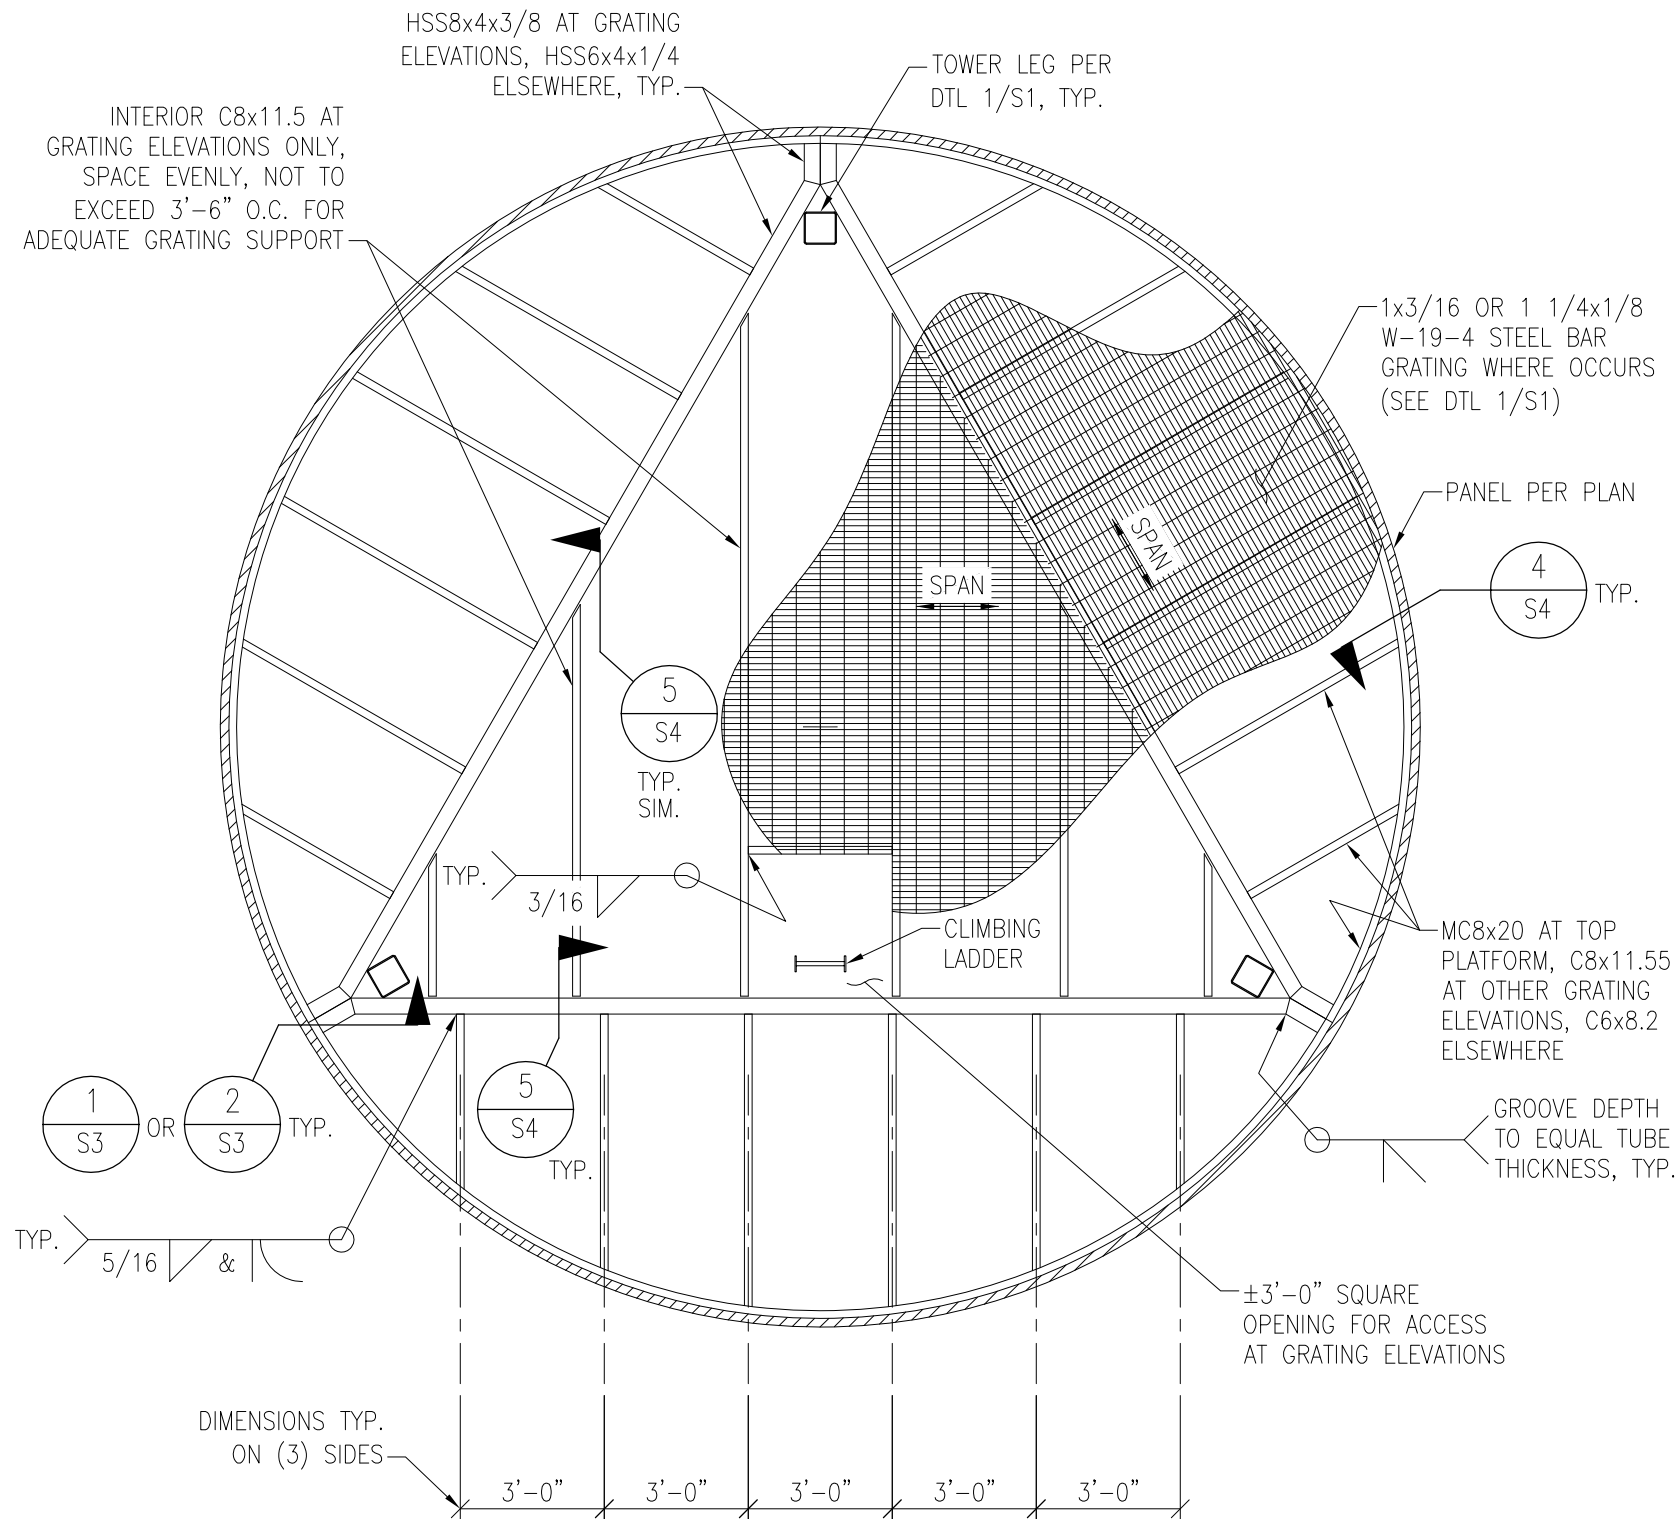 HSS8x4x3/8 AT GRATING
ELEVATIONS, HSS6x4x1/4
ELSEWHERE, TYP.
TOWER LEG PER
DTL 1/S1, TYP.
INTERIOR C8x11.5 AT
GRATING ELEVATIONS ONLY,
SPACE EVENLY, NOT TO
EXCEED 3'-6" O.C. FOR
ADEQUATE GRATING SUPPORT
1x3/16 OR 1 1/4x1/8
W-19-4 STEEL BAR
GRATING WHERE OCCURS
(SEE DTL 1/S1)
PANEL PER PLAN
SPAN
SPAN
4
S4
TYP.
5
S4
TYP.
SIM.
TYP.
3/16
CLIMBING
LADDER
MC8x20 AT TOP
PLATFORM, C8x11.55
AT OTHER GRATING
ELEVATIONS, C6x8.2
ELSEWHERE
1
S3
OR
2
S3
TYP.
5
S4
TYP.
GROOVE DEPTH
TO EQUAL TUBE
THICKNESS, TYP.
TYP.
5/16
&
±3'-0" SQUARE
OPENING FOR ACCESS
AT GRATING ELEVATIONS
DIMENSIONS TYP.
ON (3) SIDES
3'-0" 3'-0" 3'-0" 3'-0" 3'-0"